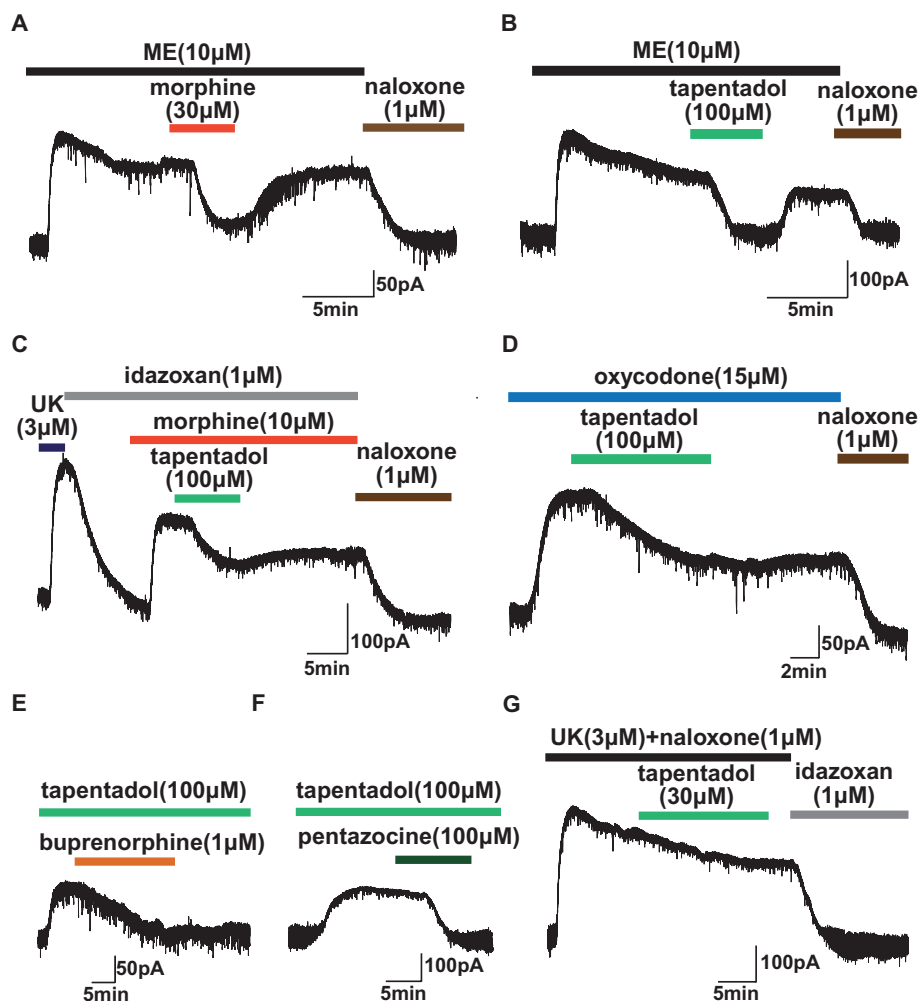 A
ME(10µM)
morphine
(30µM)
naloxone
(1µM)
50pA
5min
B
ME(10µM)
tapentadol
(100µM)
naloxone
(1µM)
100pA
5min
C
idazoxan(1µM)
UK
(3µM)
morphine(10µM)
tapentadol
(100µM)
naloxone
(1µM)
100pA
5min
D
oxycodone(15µM)
tapentadol
(100µM)
naloxone
(1µM)
50pA
2min
E
tapentadol(100µM)
buprenorphine(1µM)
50pA
5min
F
tapentadol(100µM)
pentazocine(100µM)
100pA
5min
G
UK(3µM)+naloxone(1µM)
tapentadol
(30µM)
idazoxan
(1µM)
100pA
5min